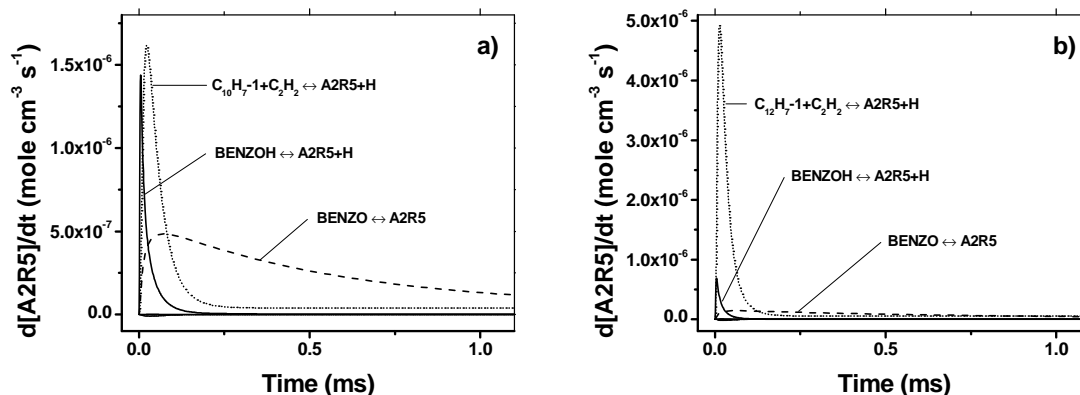 a)
d[A2R5]/dt (mole cm⁻³ s⁻¹)
1.5x10⁻⁶
1.0x10⁻⁶
5.0x10⁻⁷
0.0
C₁₀H₇-1+C₂H₂ ↔ A2R5+H
BENZOH ↔ A2R5+H
BENZO ↔ A2R5
0.0 0.5 1.0
Time (ms)
b)
d[A2R5]/dt (mole cm⁻³ s⁻¹)
5.0x10⁻⁶
4.0x10⁻⁶
3.0x10⁻⁶
2.0x10⁻⁶
1.0x10⁻⁶
0.0
C₁₂H₇-1+C₂H₂ ↔ A2R5+H
BENZOH ↔ A2R5+H
BENZO ↔ A2R5
0.0 0.5 1.0
Time (ms)